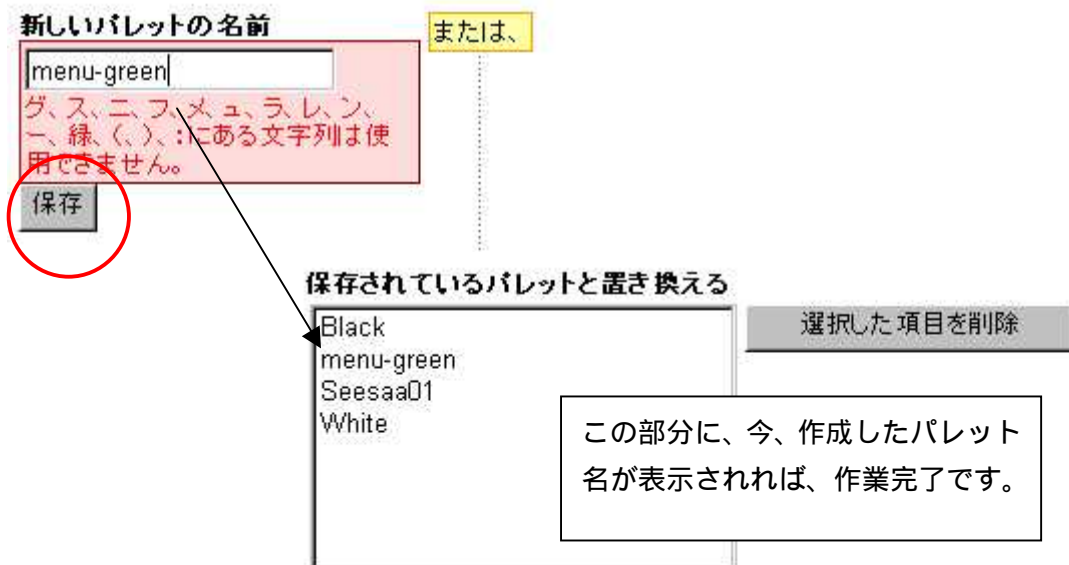 新しいパレットの名前
または、
menu-green
グ、ス、ニ、フ、メ、ュ、ラ、レ、ン、
ー、緑、(、)、:にある文字列は使
用できません。
保存
保存されているパレットと置き換える
Black
選択した項目を削除
menu-green
Seesaa01
White
この部分に、今、作成したパレット
名が表示されれば、作業完了です。